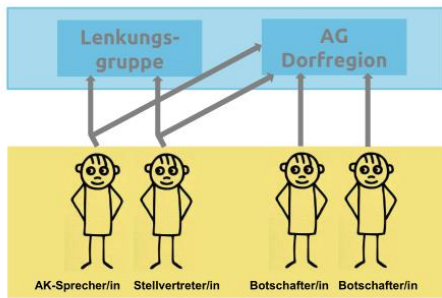 Lenkungs-
gruppe
AG
Dorfregion
AK-Sprecher/in Stellvertreter/in Botschafter/in Botschafter/in